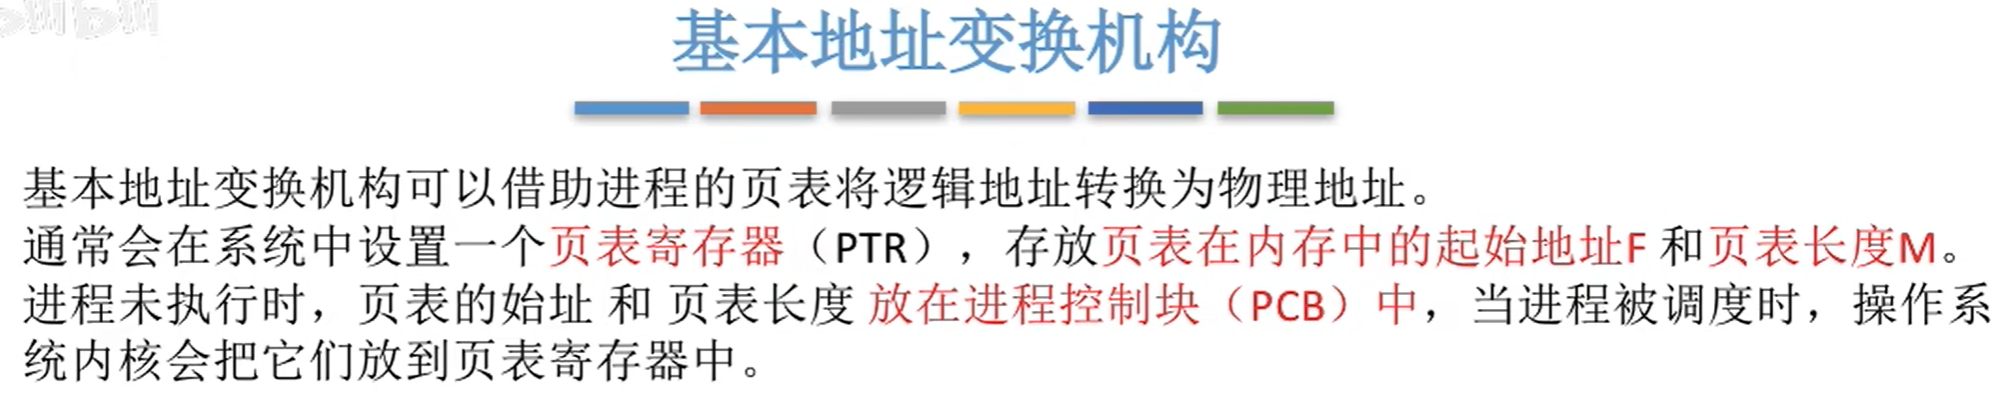 基本地址变换机构
基本地址变换机构可以借助进程的页表将逻辑地址转换为物理地址。
通常会在系统中设置一个页表寄存器（PTR），存放页表在内存中的起始地址F 和页表长度M。
进程未执行时，页表的始址 和 页表长度 放在进程控制块（PCB）中，当进程被调度时，操作系
统内核会把它们放到页表寄存器中。